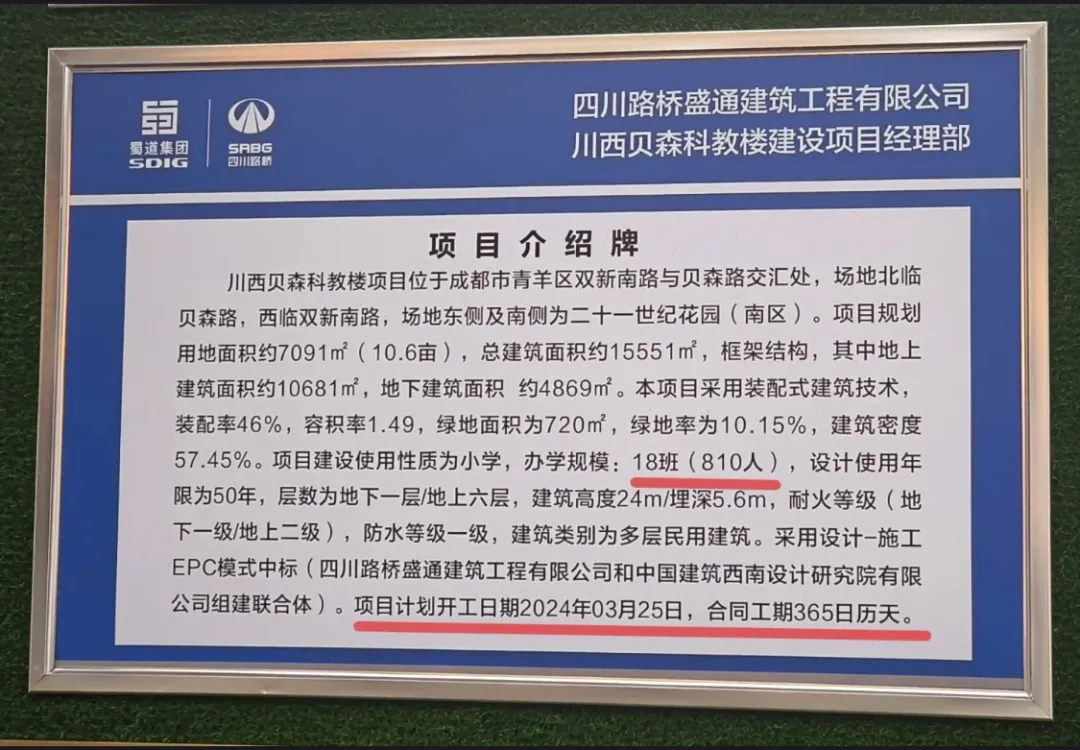 蜀道集团
SDIG
SRBG
四川路桥
四川路桥盛通建筑工程有限公司
川西贝森科教楼建设项目经理部
项目介绍牌
川西贝森科教楼项目位于成都市青羊区双新南路与贝森路交汇处，场地北临
贝森路，西临双新南路，场地东侧及南侧为二十一世纪花园（南区）。项目规划
用地面积约7091㎡（10.6亩），总建筑面积约15551㎡，框架结构，其中地上
建筑面积约10681㎡，地下建筑面积 约4869㎡。本项目采用装配式建筑技术，
装配率46%，容积率1.49，绿地面积为720㎡，绿地率为10.15%，建筑密度
57.45%。项目建设使用性质为小学，办学规模：18班（810人），设计使用年
限为50年，层数为地下一层/地上六层，建筑高度24m/埋深5.6m，耐火等级（地
下一级/地上二级），防水等级一级，建筑类别为多层民用建筑。采用设计-施工
EPC模式中标（四川路桥盛通建筑工程有限公司和中国建筑西南设计研究院有限
公司组建联合体）。项目计划开工日期2024年03月25日，合同工期365日历天。